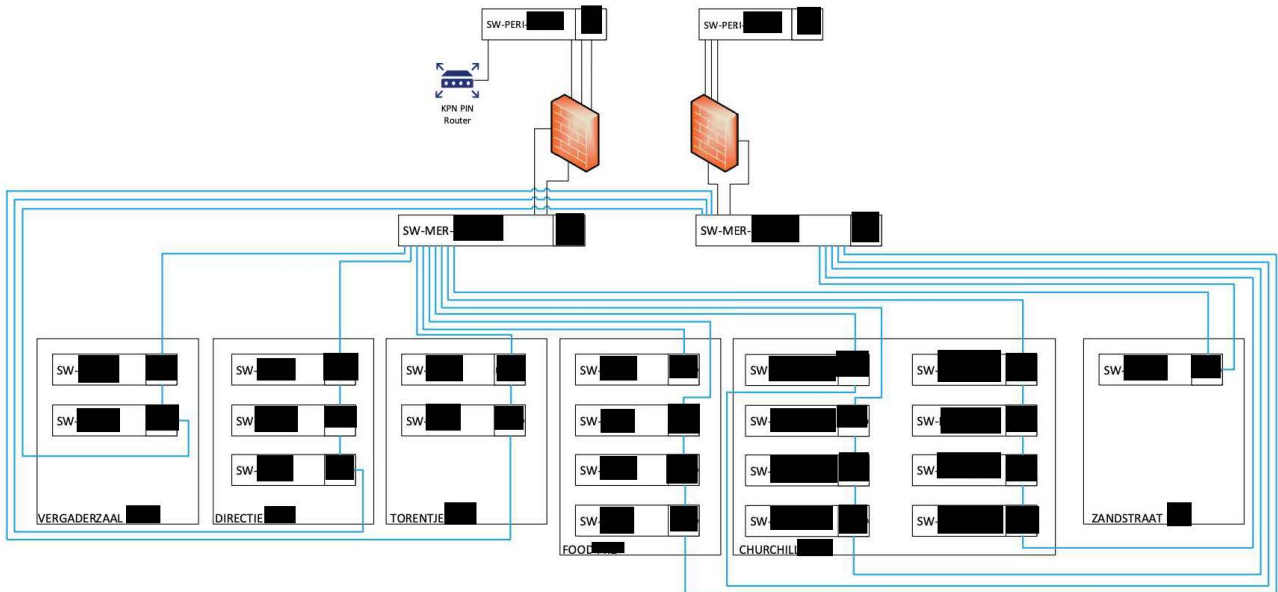 SW-PERI-
SW-PERI-
KPN PIN
Router
SW-MER-
SW-MER-
SW-
SW-
VERGADERZAAL
SW-
SW-
SW-
DIRECTIE
SW-
SW-
TORENTJE
SW-
SW-
SW-
SW-
FOOD
SW-
SW-
SW-
SW-
SW-
SW-
SW-
SW-
CHURCHILL
SW-
ZANDSTRAAT